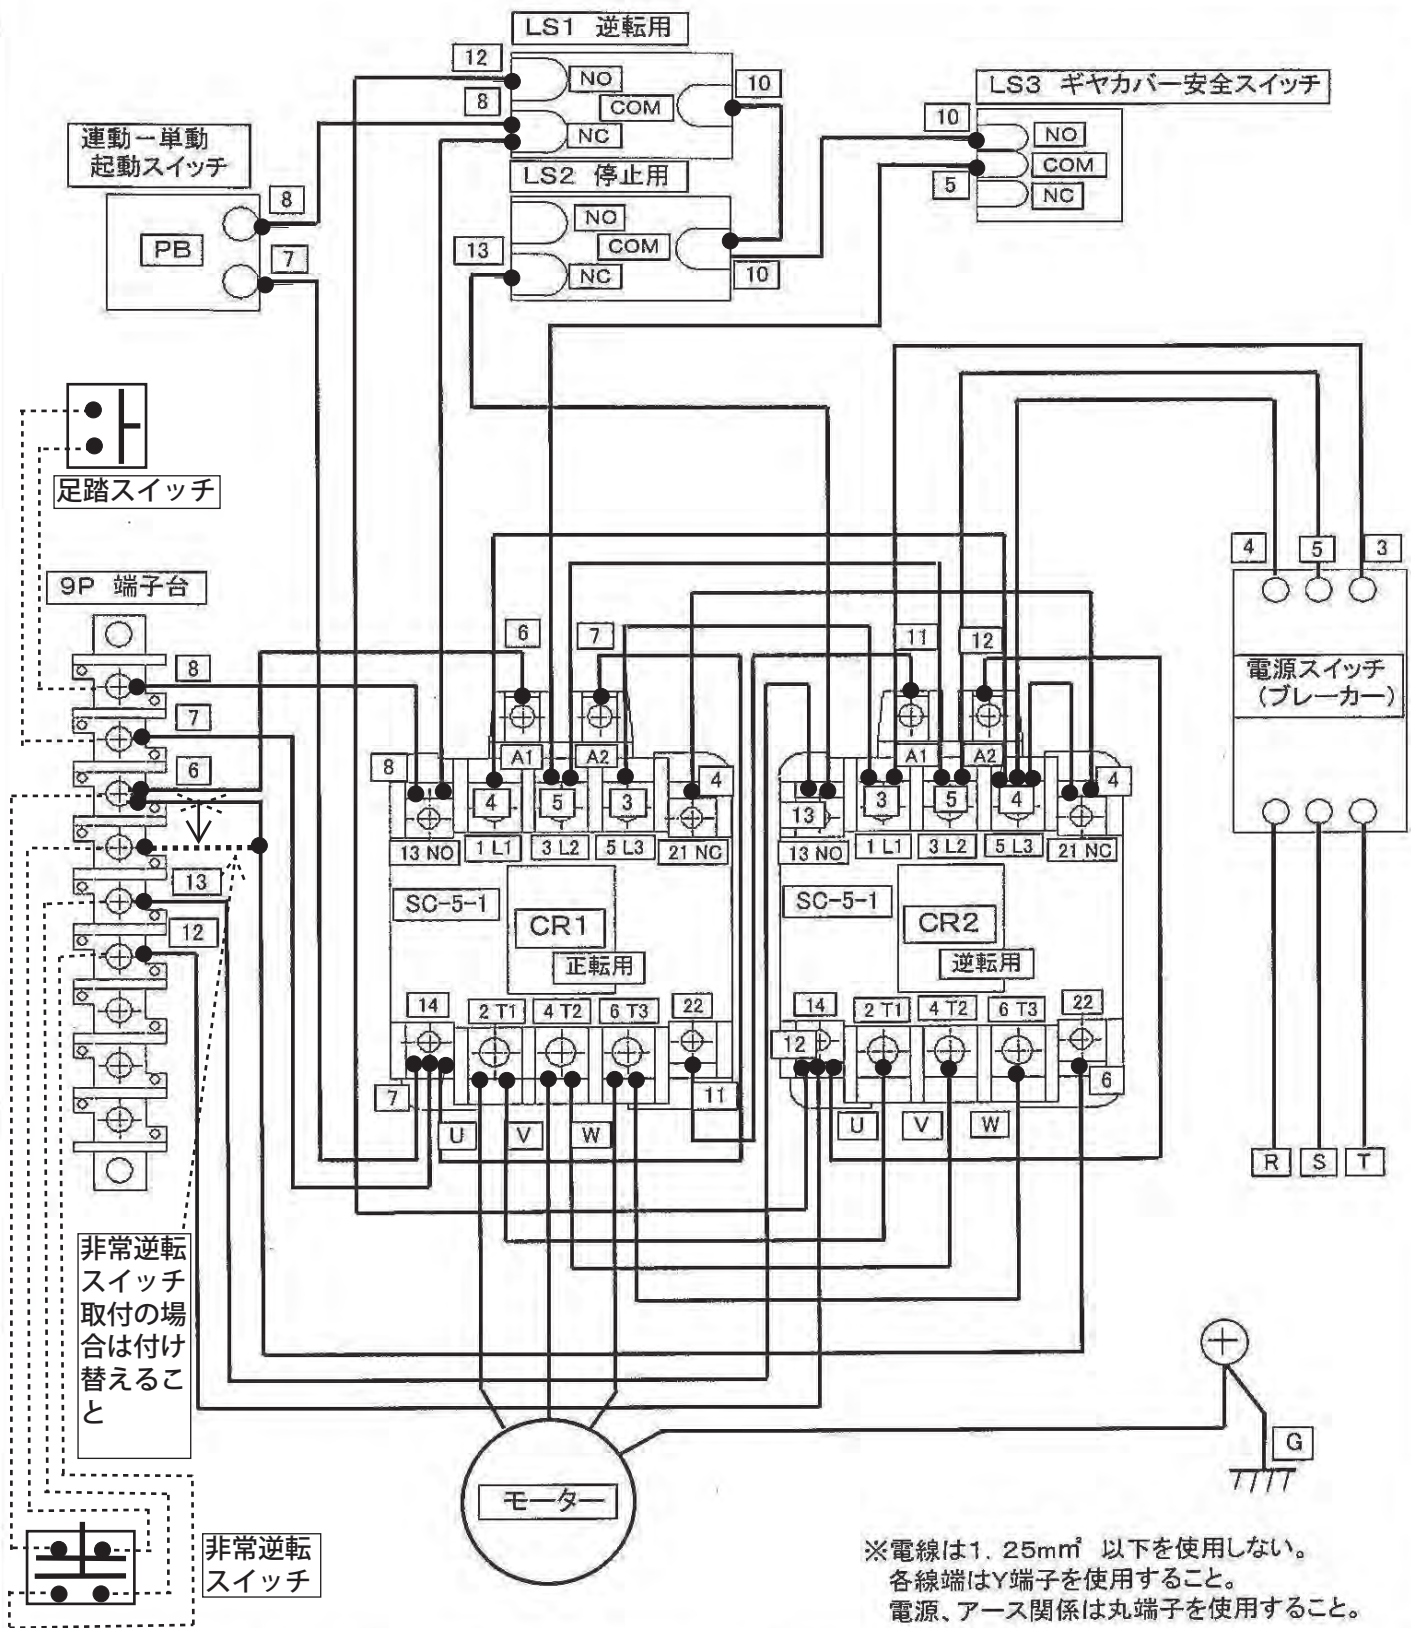 LS1 逆転用
12
NO
8
COM
10
NC
LS3 ギヤカバー安全スイッチ
10
NO
COM
5
NC
連動ー単動
起動スイッチ
8
PB
7
LS2 停止用
NO
COM
13
NC
10
足踏スイッチ
9P 端子台
8
7
6
13
12
6
7
11
12
4
5
3
電源スイッチ
(ブレーカー)
8
A1
A2
4
4
5
3
13 NO
1 L1
3 L2
5 L3
21 NC
SC-5-1
CR1
正転用
14
2 T1
4 T2
6 T3
22
7
11
U
V
W
A1
A2
4
13
3
5
4
13 NO
1 L1
3 L2
5 L3
21 NC
SC-5-1
CR2
逆転用
14
2 T1
4 T2
6 T3
22
12
6
U
V
W
R
S
T
非常逆転
スイッチ
取付の場
合は付け
替えるこ
と
モーター
G
非常逆転
スイッチ
※電線は1. 25m㎡ 以下を使用しない。
各線端はY端子を使用すること。
電源、アース関係は丸端子を使用すること。